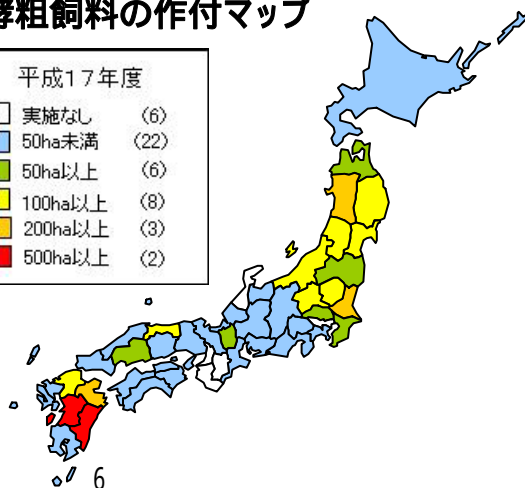 酵粗飼料の作付マップ
平成17年度
実施なし (6)
50ha未満 (22)
50ha以上 (6)
100ha以上 (8)
200ha以上 (3)
500ha以上 (2)
6